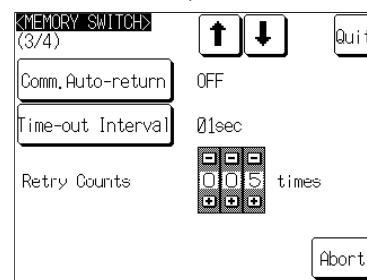 <MEMORY SWITCH>
(3/4) Quit
Comm.Auto-return OFF
Time-out Interval 01sec
Retry Counts 005 times
Abort